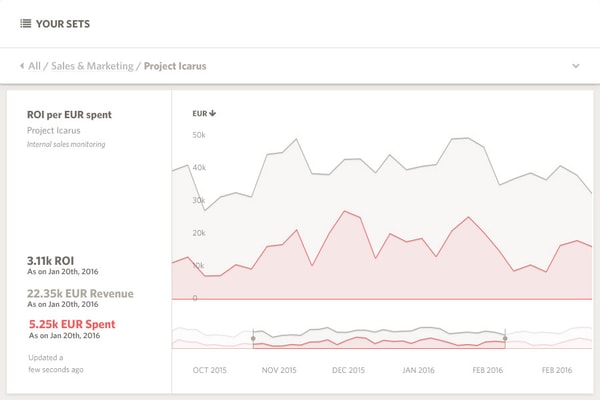 YOUR SETS
All / Sales & Marketing / Project Icarus
ROI per EUR spent
Project Icarus
Internal sales monitoring
3.11k ROI
As on Jan 20th, 2016
22.35k EUR Revenue
As on Jan 20th, 2016
5.25k EUR Spent
As on Jan 20th, 2016
Updated a
few seconds ago
EUR
50k
40k
30k
20k
10k
0
OCT 2015 NOV 2015 DEC 2015 JAN 2016 FEB 2016 FEB 2016